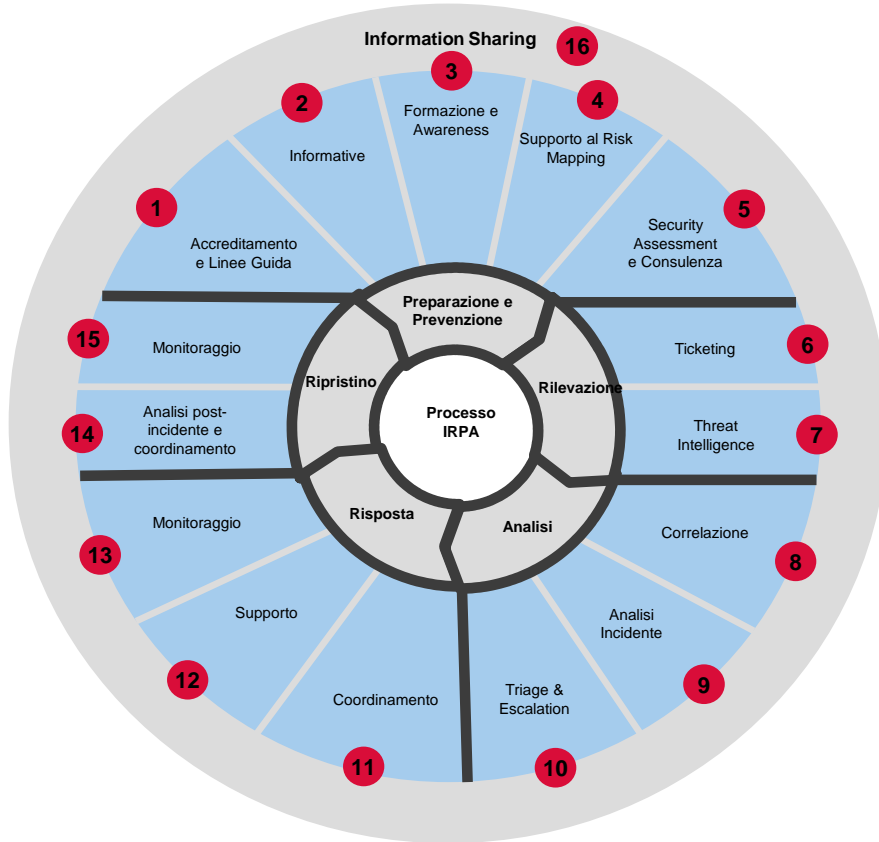 Information Sharing
16
3
2
4
Formazione e
Awareness
Informative
Supporto al Risk
Mapping
1
5
Security
Assessment
e Consulenza
Accreditamento
e Linee Guida
Preparazione e
Prevenzione
15
Monitoraggio
Ticketing
6
Ripristino
Rilevazione
Processo
IRPA
14
Analisi post-
incidente e
coordinamento
Threat
Intelligence
7
Risposta
Analisi
13
Monitoraggio
Correlazione
8
Supporto
Analisi
Incidente
12
9
Coordinamento
Triage &
Escalation
11
10